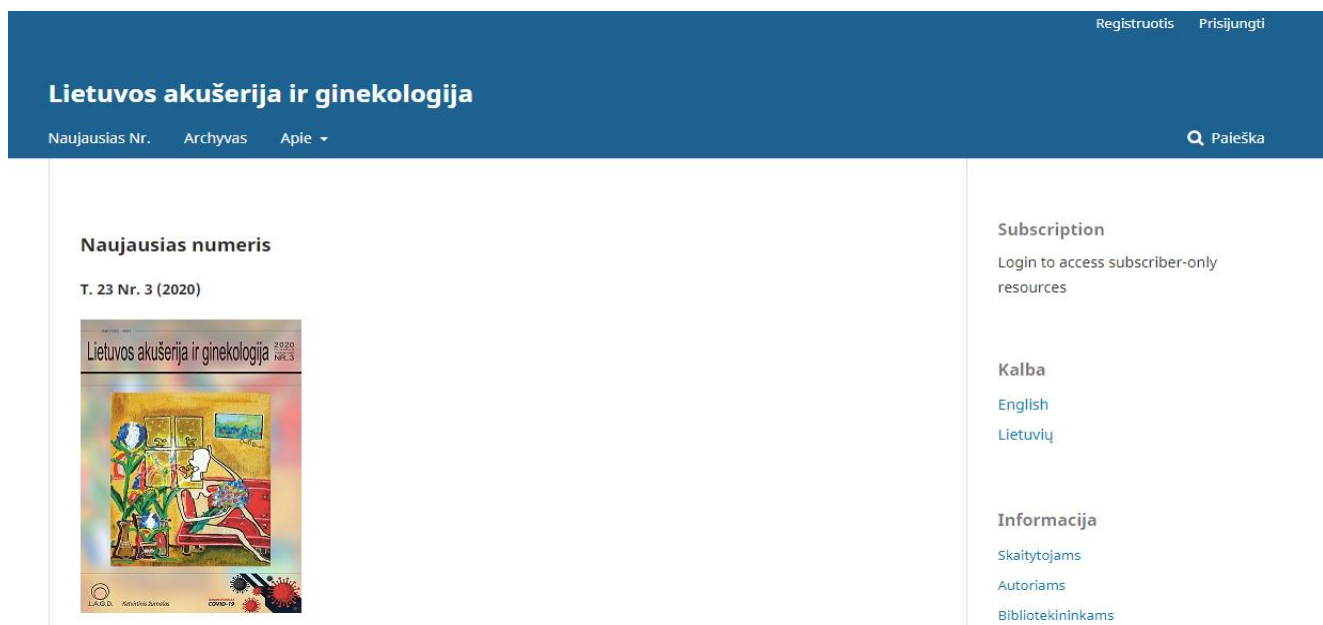 Registruotis Prisijungti
Lietuvos akušerija ir ginekologija
Naujausias Nr. Archyvas Apie
Paieška
Naujausias numeris
T. 23 Nr. 3 (2020)
Lietuvos akušerija ir ginekologija
2020
NR.3
L.A.G.D. Ketvirtinis žurnalas
COVID-19
Subscription
Login to access subscriber-only
resources
Kalba
English
Lietuvių
Informacija
Skaitytojams
Autoriams
Bibliotekininkams